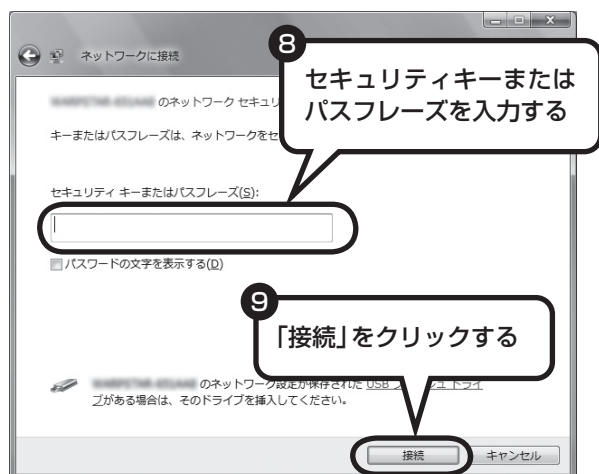 ネットワークに接続
8
セキュリティキーまたは
パスフレーズを入力する
のネットワーク セキュリ
キーまたはパスフレーズは、ネットワークをセ
セキュリティ キーまたはパスフレーズ(S):
パスワードの文字を表示する(D)
9
「接続」をクリックする
のネットワーク設定が保存された USB フ ュ ドライ
ブがある場合は、そのドライブを挿入してください。
接続
キャンセル